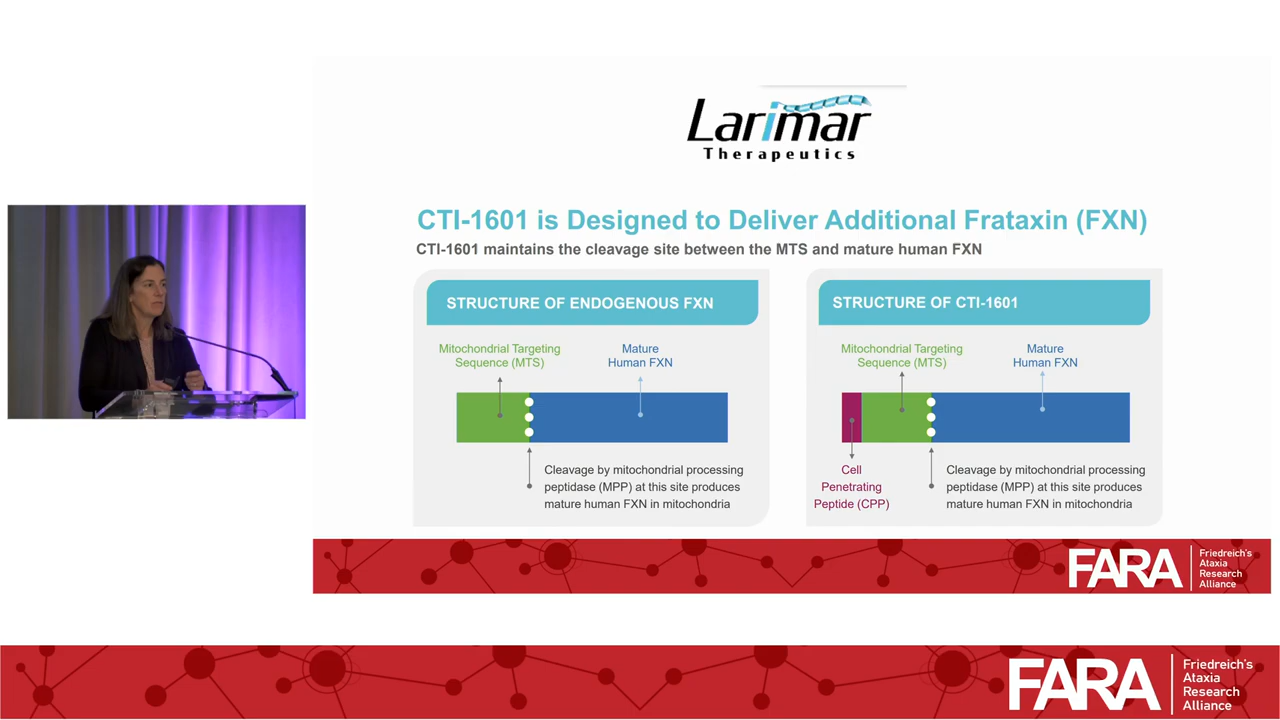 Larimar
Therapeutics
CTI-1601 is Designed to Deliver Additional Frataxin (FXN)
CTI-1601 maintains the cleavage site between the MTS and mature human FXN
STRUCTURE OF ENDOGENOUS FXN
Mitochondrial Targeting
Sequence (MTS)
Mature
Human FXN
Cleavage by mitochondrial processing
peptidase (MPP) at this site produces
mature human FXN in mitochondria
STRUCTURE OF CTI-1601
Mitochondrial Targeting
Sequence (MTS)
Mature
Human FXN
Cell
Penetrating
Peptide (CPP)
Cleavage by mitochondrial processing
peptidase (MPP) at this site produces
mature human FXN in mitochondria
FARA
Friedreich's
Ataxia
Research
Alliance
FARA
Friedreich's
Ataxia
Research
Alliance